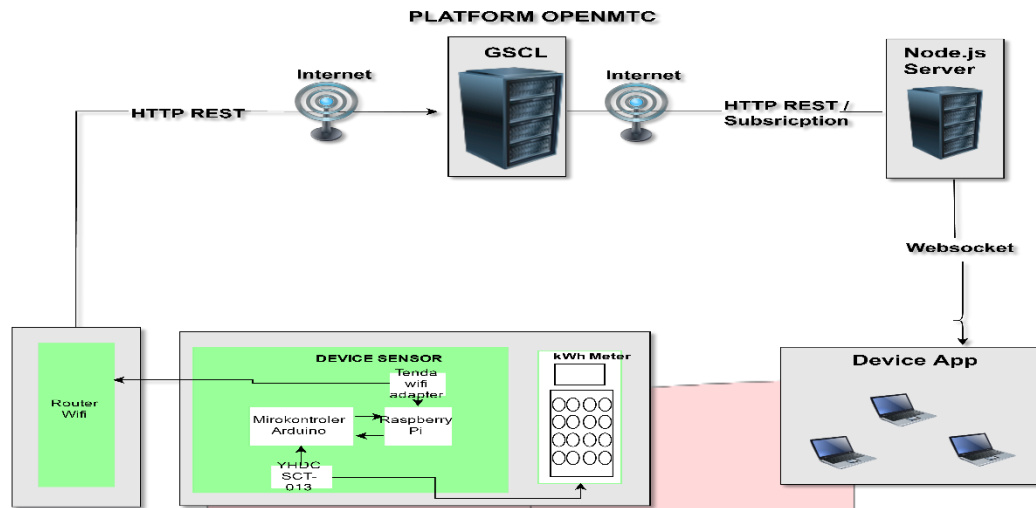 PLATFORM OPENMTC
GSCL
Internet
Internet
Node.js
Server
HTTP REST
HTTP REST /
Subsricption
Websocket
Router
Wifi
DEVICE SENSOR
Tenda
wifi
adapter
Mirokontroler
Arduino
Raspberry
Pi
YHDC
SCT-
013
kWh Meter
Device App